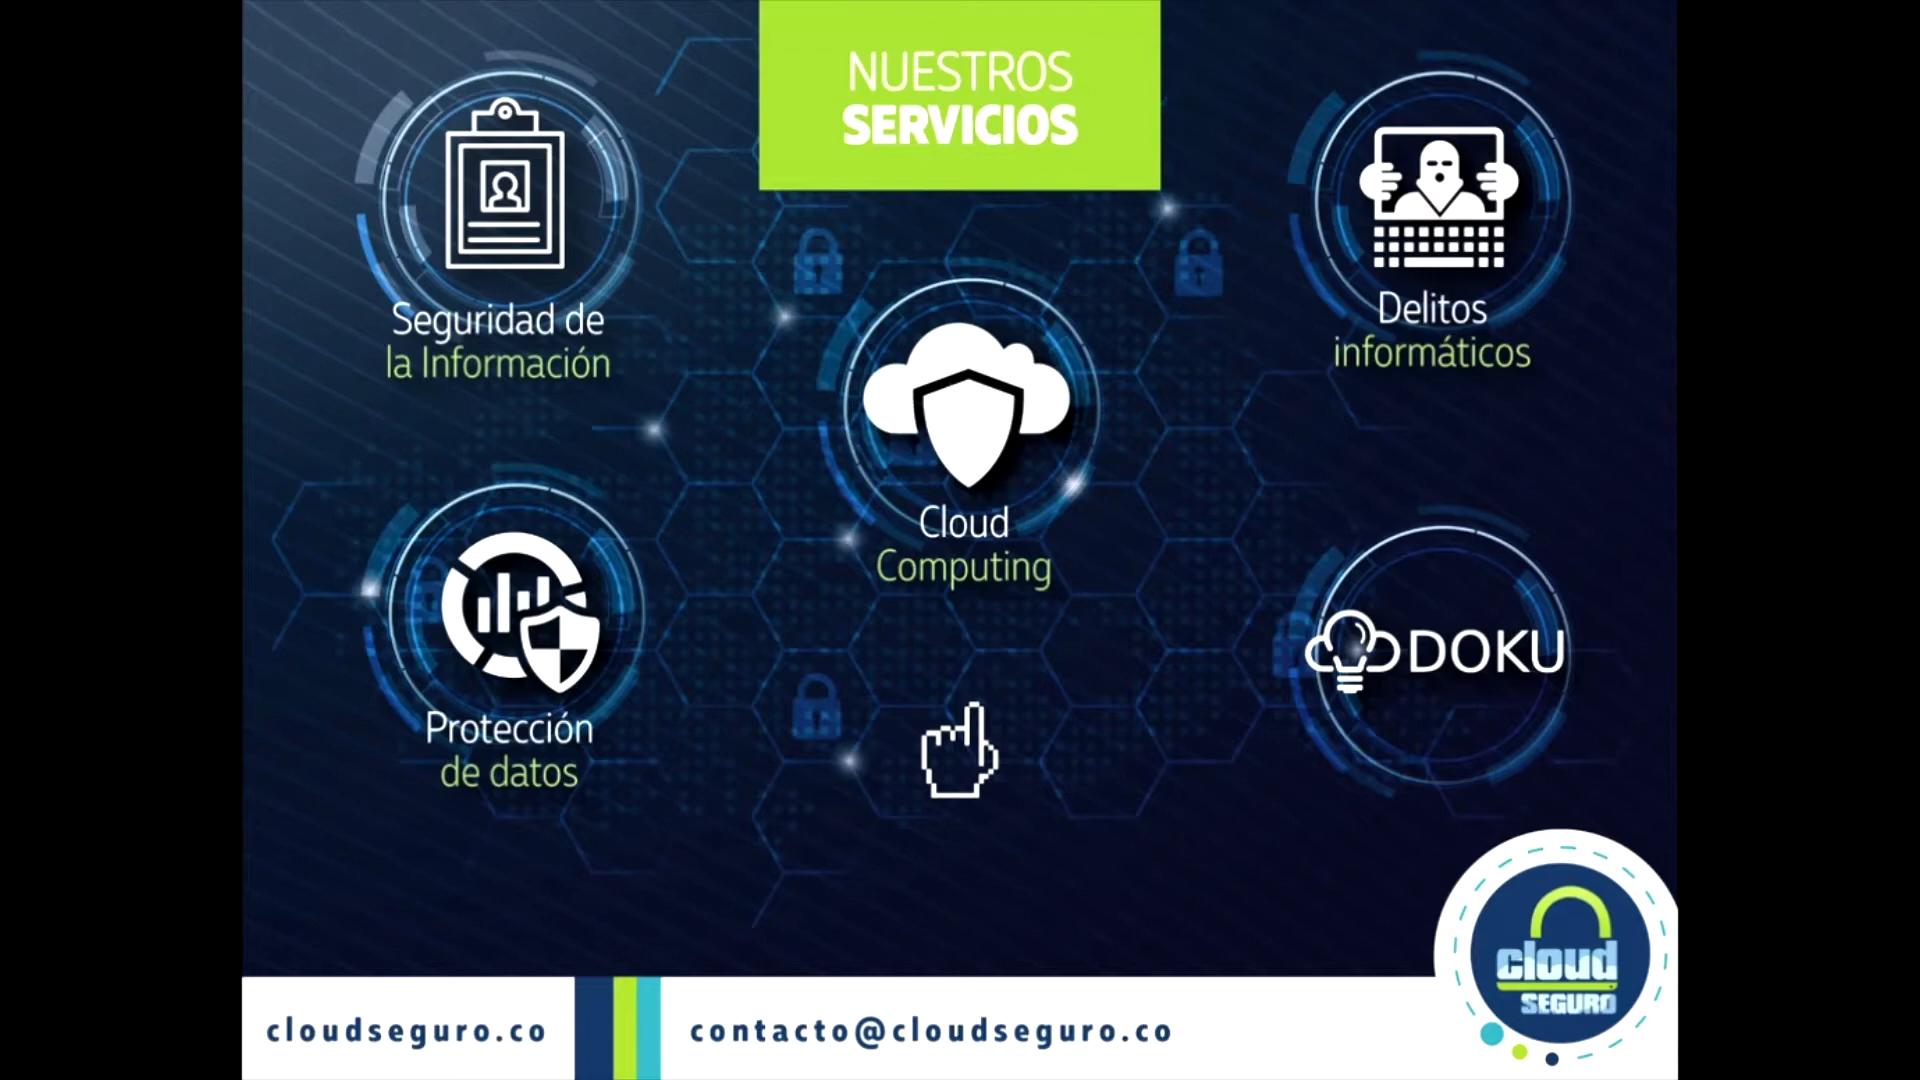 NUESTROS
SERVICIOS
Seguridad de
la Información
Delitos
informáticos
Cloud
Computing
Protección
de datos
DOKU
cloud
SEGURO
cloudseguro.co
contacto@cloudseguro.co